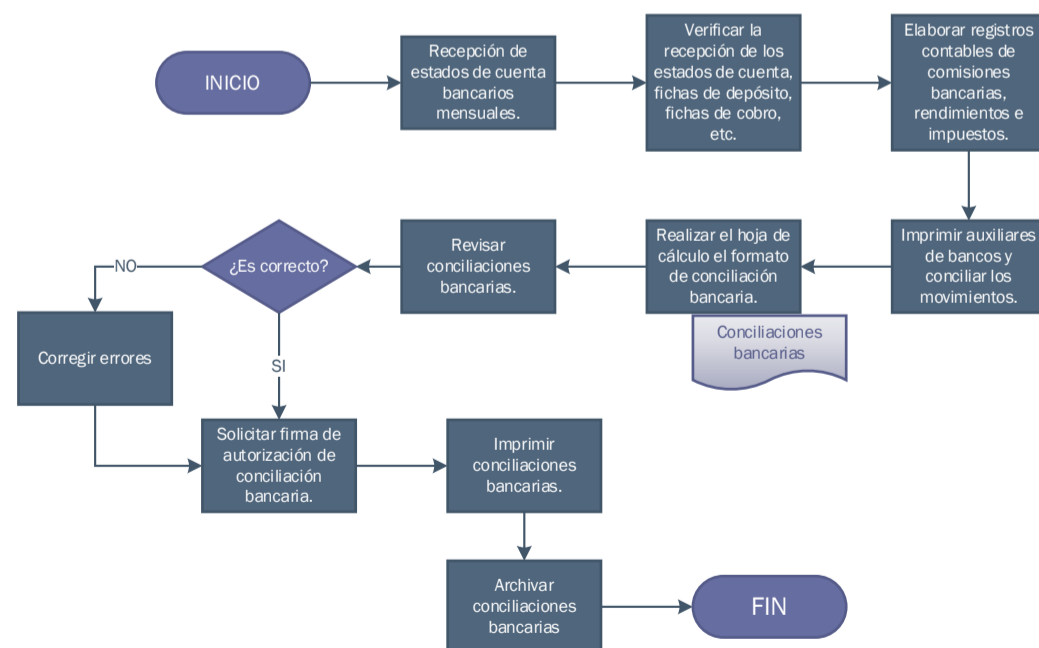 INICIO
Recepción de
estados de cuenta
bancarios
mensuales.
Verificar la
recepción de los
estados de cuenta,
fichas de depósito,
fichas de cobro,
etc.
Elaborar registros
contables de
comisiones
bancarias,
rendimientos e
impuestos.
Imprimir auxiliares
de bancos y
conciliar los
movimientos.
Realizar el hoja de
cálculo el formato
de conciliación
bancaria.
Conciliaciones
bancarias
Revisar
conciliaciones
bancarias.
¿Es correcto?
NO
Corregir errores
SI
Solicitar firma de
autorización de
conciliación
bancaria.
Imprimir
conciliaciones
bancarias.
Archivar
conciliaciones
bancarias
FIN